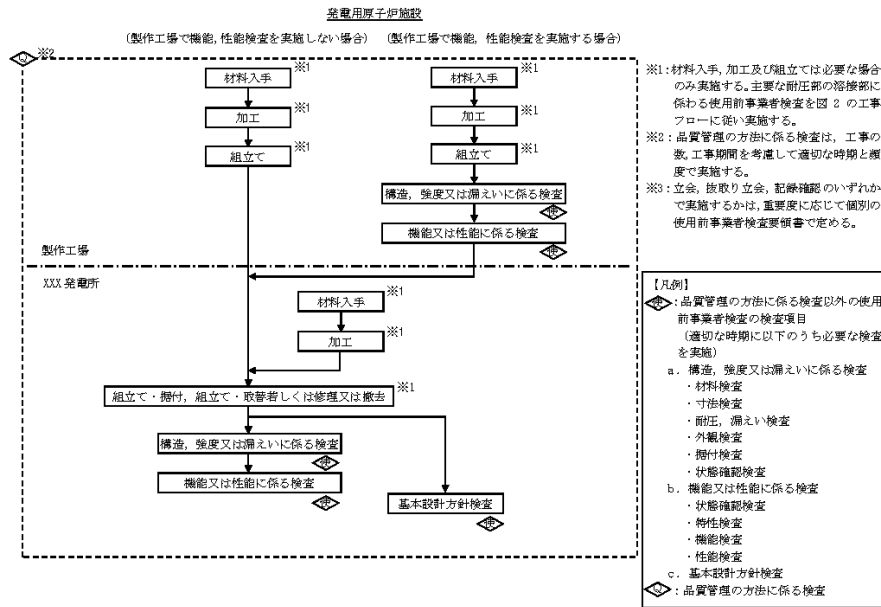 発電用原子炉施設
(製作工場で機能,性能検査を実施しない場合)
(製作工場で機能,性能検査を実施する場合)
Q ※2
材料入手 ※1
加工 ※1
組立て ※1
材料入手 ※1
加工 ※1
組立て ※1
構造,強度又は漏えいに係る検査
使
機能又は性能に係る検査
使
製作工場
XXX 発電所
材料入手 ※1
加工 ※1
組立て・据付,組立て・取替若しくは修理又は撤去 ※1
構造,強度又は漏えいに係る検査
使
機能又は性能に係る検査
使
基本設計方針検査
使
※1:材料入手,加工及び組立ては必要な場合
のみ実施する。主要な耐圧部の溶接部に
係わる使用前事業者検査を図 2 の工事
フローに従い実施する。
※2:品質管理の方法に係る検査は,工事の
数,工事期間を考慮して適切な時期と頻
度で実施する。
※3:立会,抜取り立会,記録確認のいずれか
で実施するかは,重要度に応じて個別の
使用前事業者検査要領書で定める。
【凡例】
使:品質管理の方法に係る検査以外の使用
前事業者検査の検査項目
(適切な時期に以下のうち必要な検査
を実施)
a. 構造,強度又は漏えいに係る検査
・材料検査
・寸法検査
・耐圧,漏えい検査
・外観検査
・据付検査
・状態確認検査
b. 機能又は性能に係る検査
・状態確認検査
・特性検査
・機能検査
・性能検査
c. 基本設計方針検査
Q:品質管理の方法に係る検査